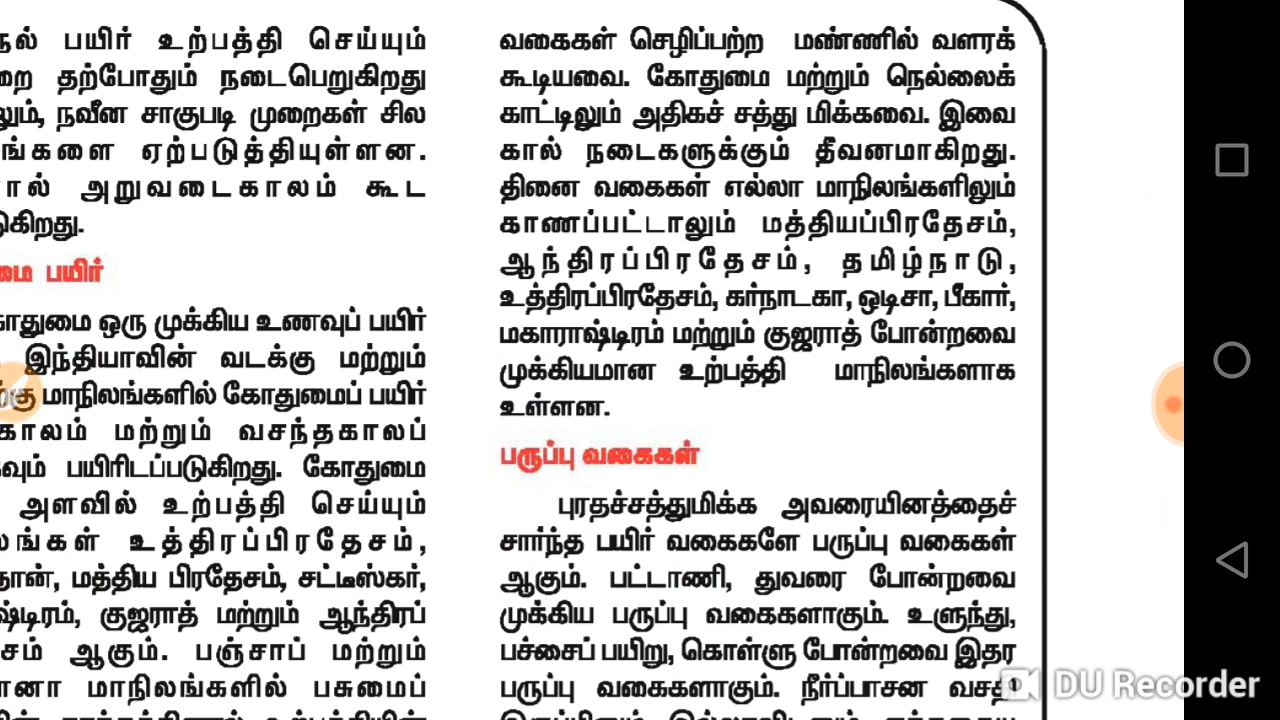 பயிர் உற்பத்தி செய்யும்
தற்போதும் நடைபெறுகிறது
நவீன சாகுபடி முறைகள் சில
ஏற்படுத்தியுள்ளன.
அறுவடைகாலம் கூட
பயிர்
ஒரு முக்கிய உணவுப் பயிர்
இந்தியாவின் வடக்கு மற்றும்
மாநிலங்களில் கோதுமைப் பயிர்
மற்றும் வசந்தகாலப்
பயிரிடப்படுகிறது. கோதுமை
அளவில் உற்பத்தி செய்யும்
உத்திரப்பிரதேசம்,
மத்திய பிரதேசம், சட்டீஸ்கர்,
குஜராத் மற்றும் ஆந்திரப்
ஆகும். பஞ்சாப் மற்றும்
மாநிலங்களில் பசுமைப்
வகைகள் செழிப்பற்ற மண்ணில் வளரக்
கூடியவை. கோதுமை மற்றும் நெல்லைக்
காட்டிலும் அதிகச் சத்து மிக்கவை. இவை
கால் நடைகளுக்கும் தீவனமாகிறது.
தினை வகைகள் எல்லா மாநிலங்களிலும்
காணப்பட்டாலும் மத்தியப்பிரதேசம்,
ஆந்திரப்பிரதேசம், தமிழ்நாடு,
உத்திரப்பிரதேசம், கர்நாடகா, ஒடிசா, பீகார்,
மகாராஷ்டிரம் மற்றும் குஜராத் போன்றவை
முக்கியமான உற்பத்தி மாநிலங்களாக
உள்ளன.
பருப்பு வகைகள்
புரதச்சத்துமிக்க அவரையினத்தைச்
சார்ந்த பயிர் வகைகளே பருப்பு வகைகள்
ஆகும். பட்டாணி, துவரை போன்றவை
முக்கிய பருப்பு வகைகளாகும். உளுந்து,
பச்சைப் பயிறு, கொள்ளு போன்றவை இதர
பருப்பு வகைகளாகும். நீர்ப்பாசன
DU Recorder